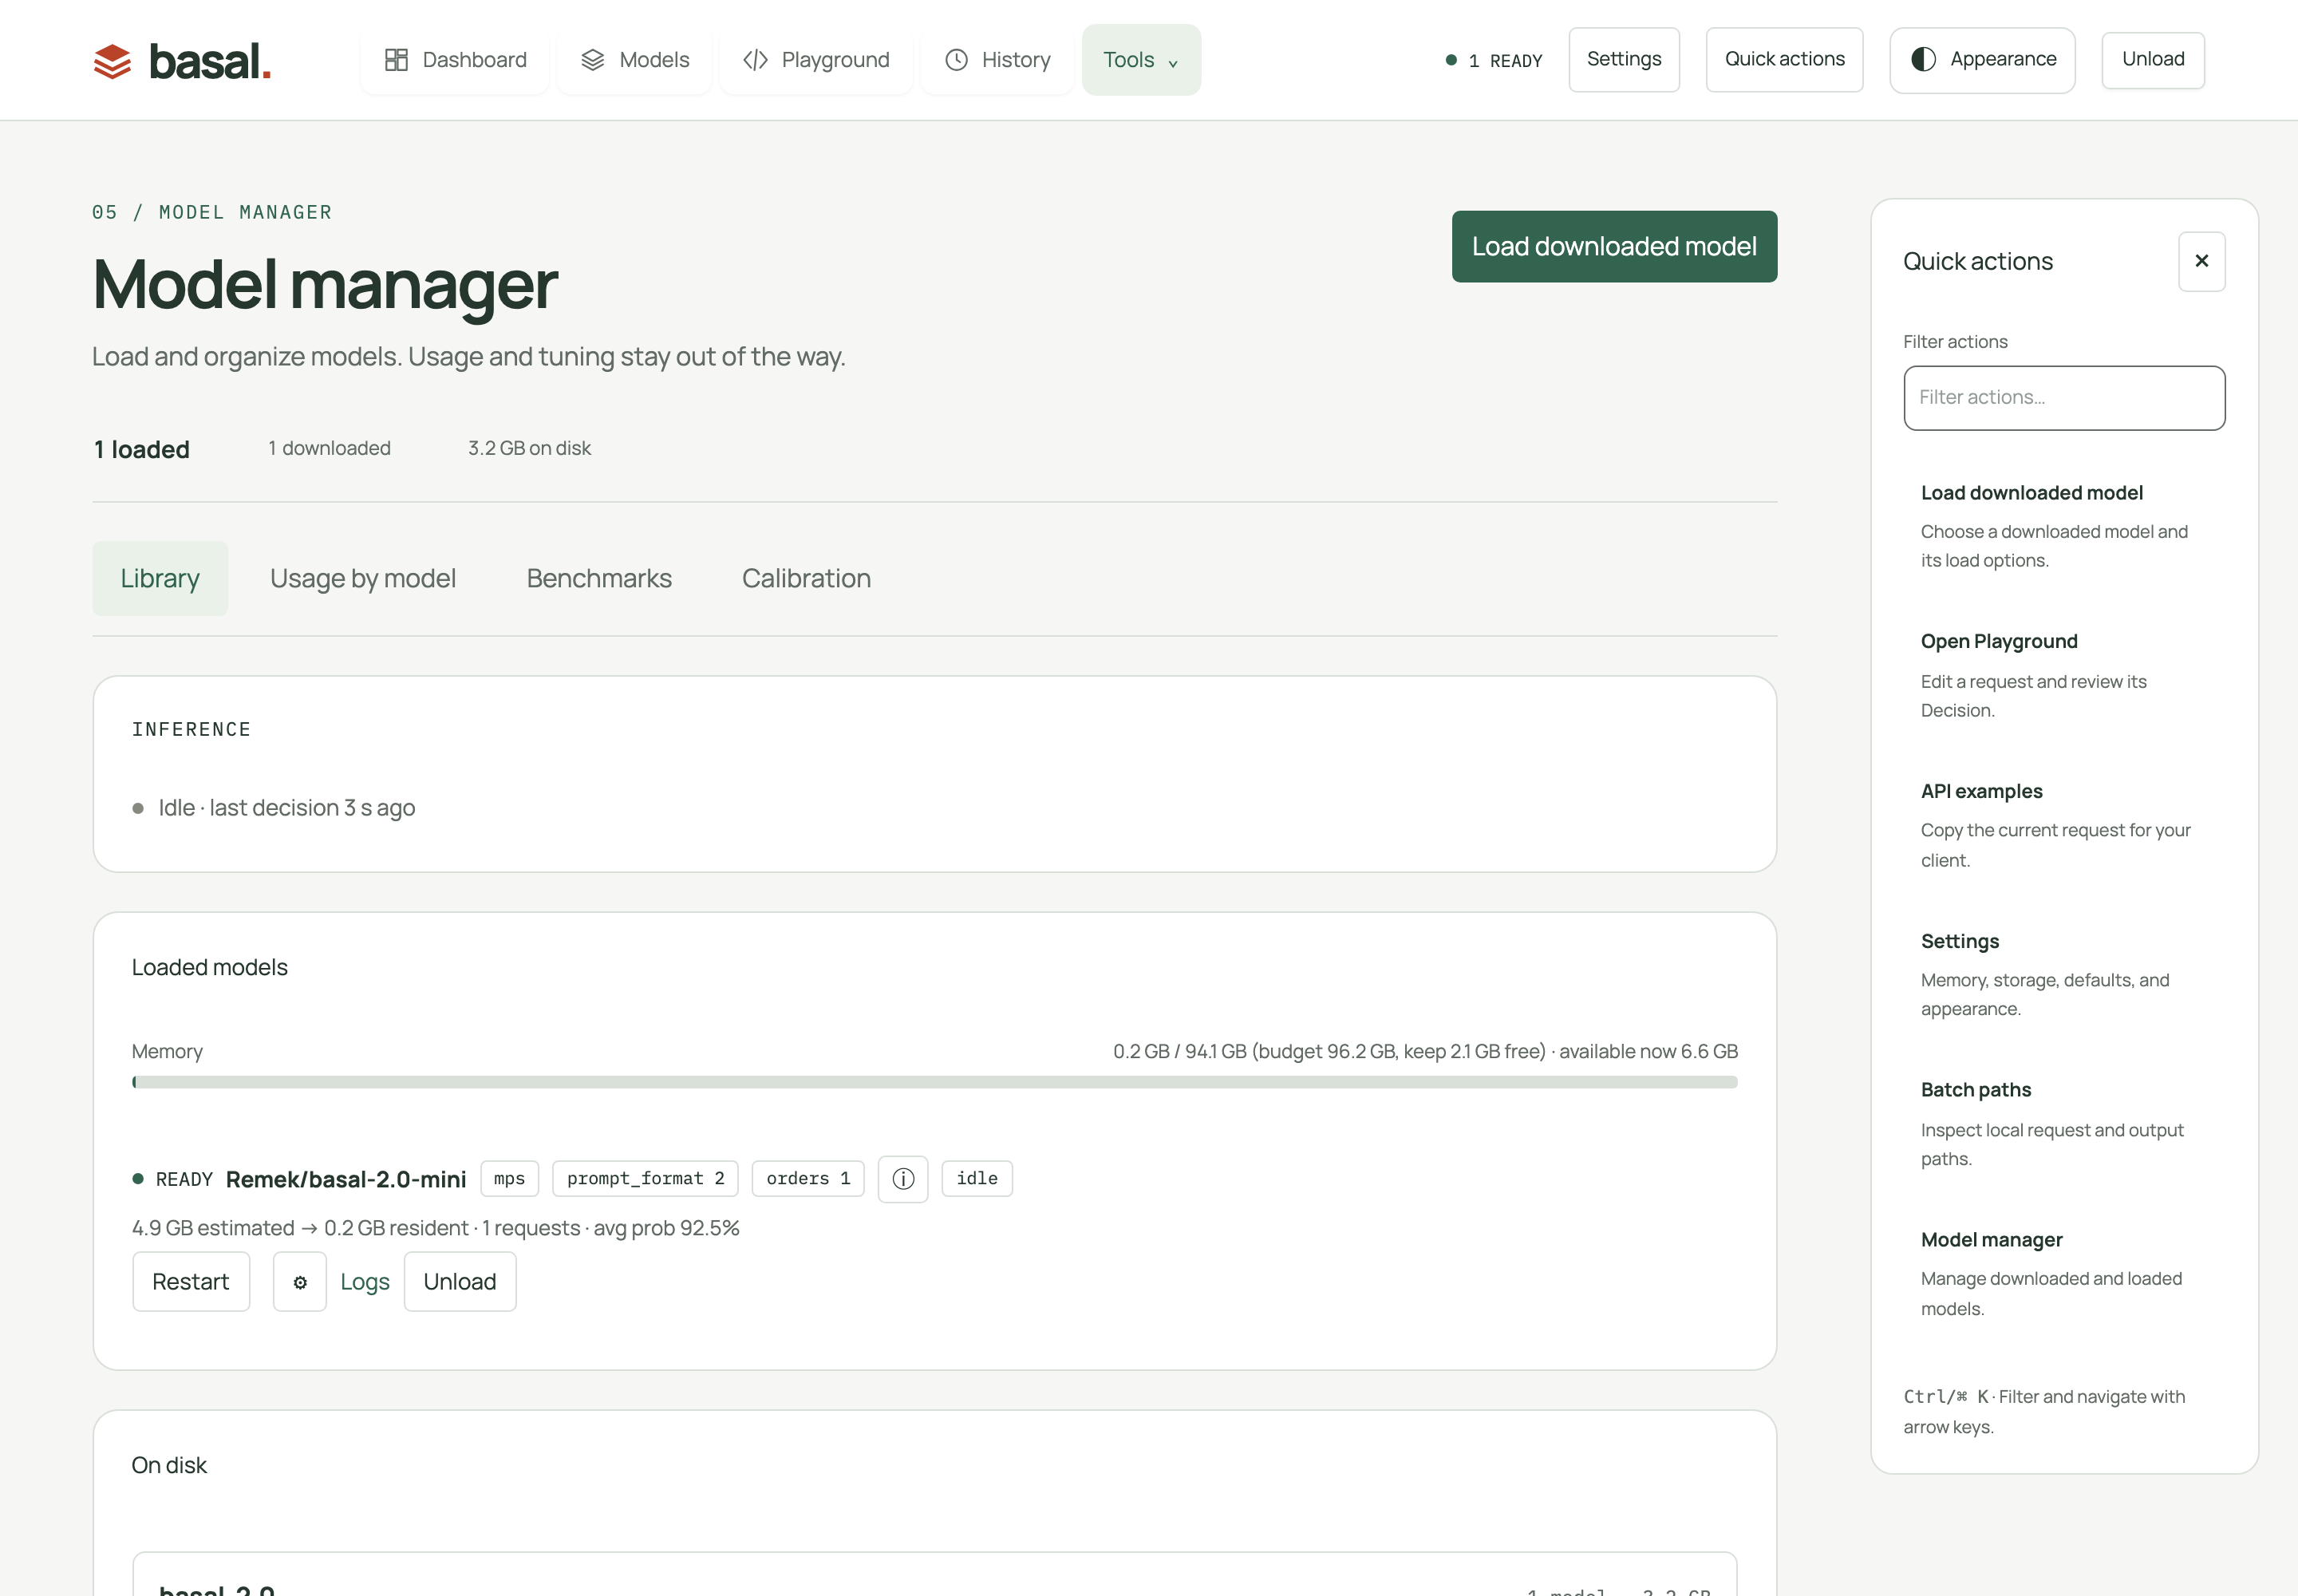 basal.
Dashboard
Models
Playground
History
Tools
1 READY
Settings
Quick actions
Appearance
Unload
05 / MODEL MANAGER
Model manager
Load and organize models. Usage and tuning stay out of the way.
Load downloaded model
1 loaded
1 downloaded
3.2 GB on disk
Library
Usage by model
Benchmarks
Calibration
INFERENCE
Idle · last decision 3 s ago
Loaded models
Memory
0.2 GB / 94.1 GB (budget 96.2 GB, keep 2.1 GB free) · available now 6.6 GB
READY Remek/basal-2.0-mini mps prompt_format 2 orders 1 ⓘ idle
4.9 GB estimated → 0.2 GB resident · 1 requests · avg prob 92.5%
Restart
⚙
Logs
Unload
On disk
basal-2.0
1 model · 3.2 GB
Quick actions
×
Filter actions
Filter actions…
Load downloaded model
Choose a downloaded model and
its load options.
Open Playground
Edit a request and review its
Decision.
API examples
Copy the current request for your
client.
Settings
Memory, storage, defaults, and
appearance.
Batch paths
Inspect local request and output
paths.
Model manager
Manage downloaded and loaded
models.
Ctrl/⌘ K · Filter and navigate with
arrow keys.